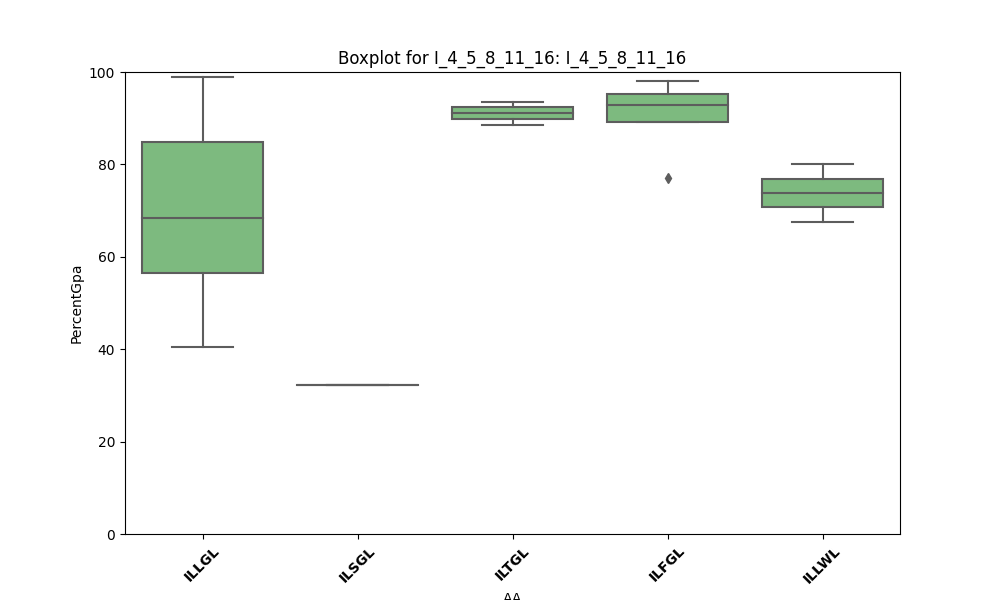 Boxplot for I_4_5_8_11_16: I_4_5_8_11_16
100
80
60
40
20
0
PercentGpa
ILLGL
ILSGL
ILTGL
ILFGL
ILLWL
AA